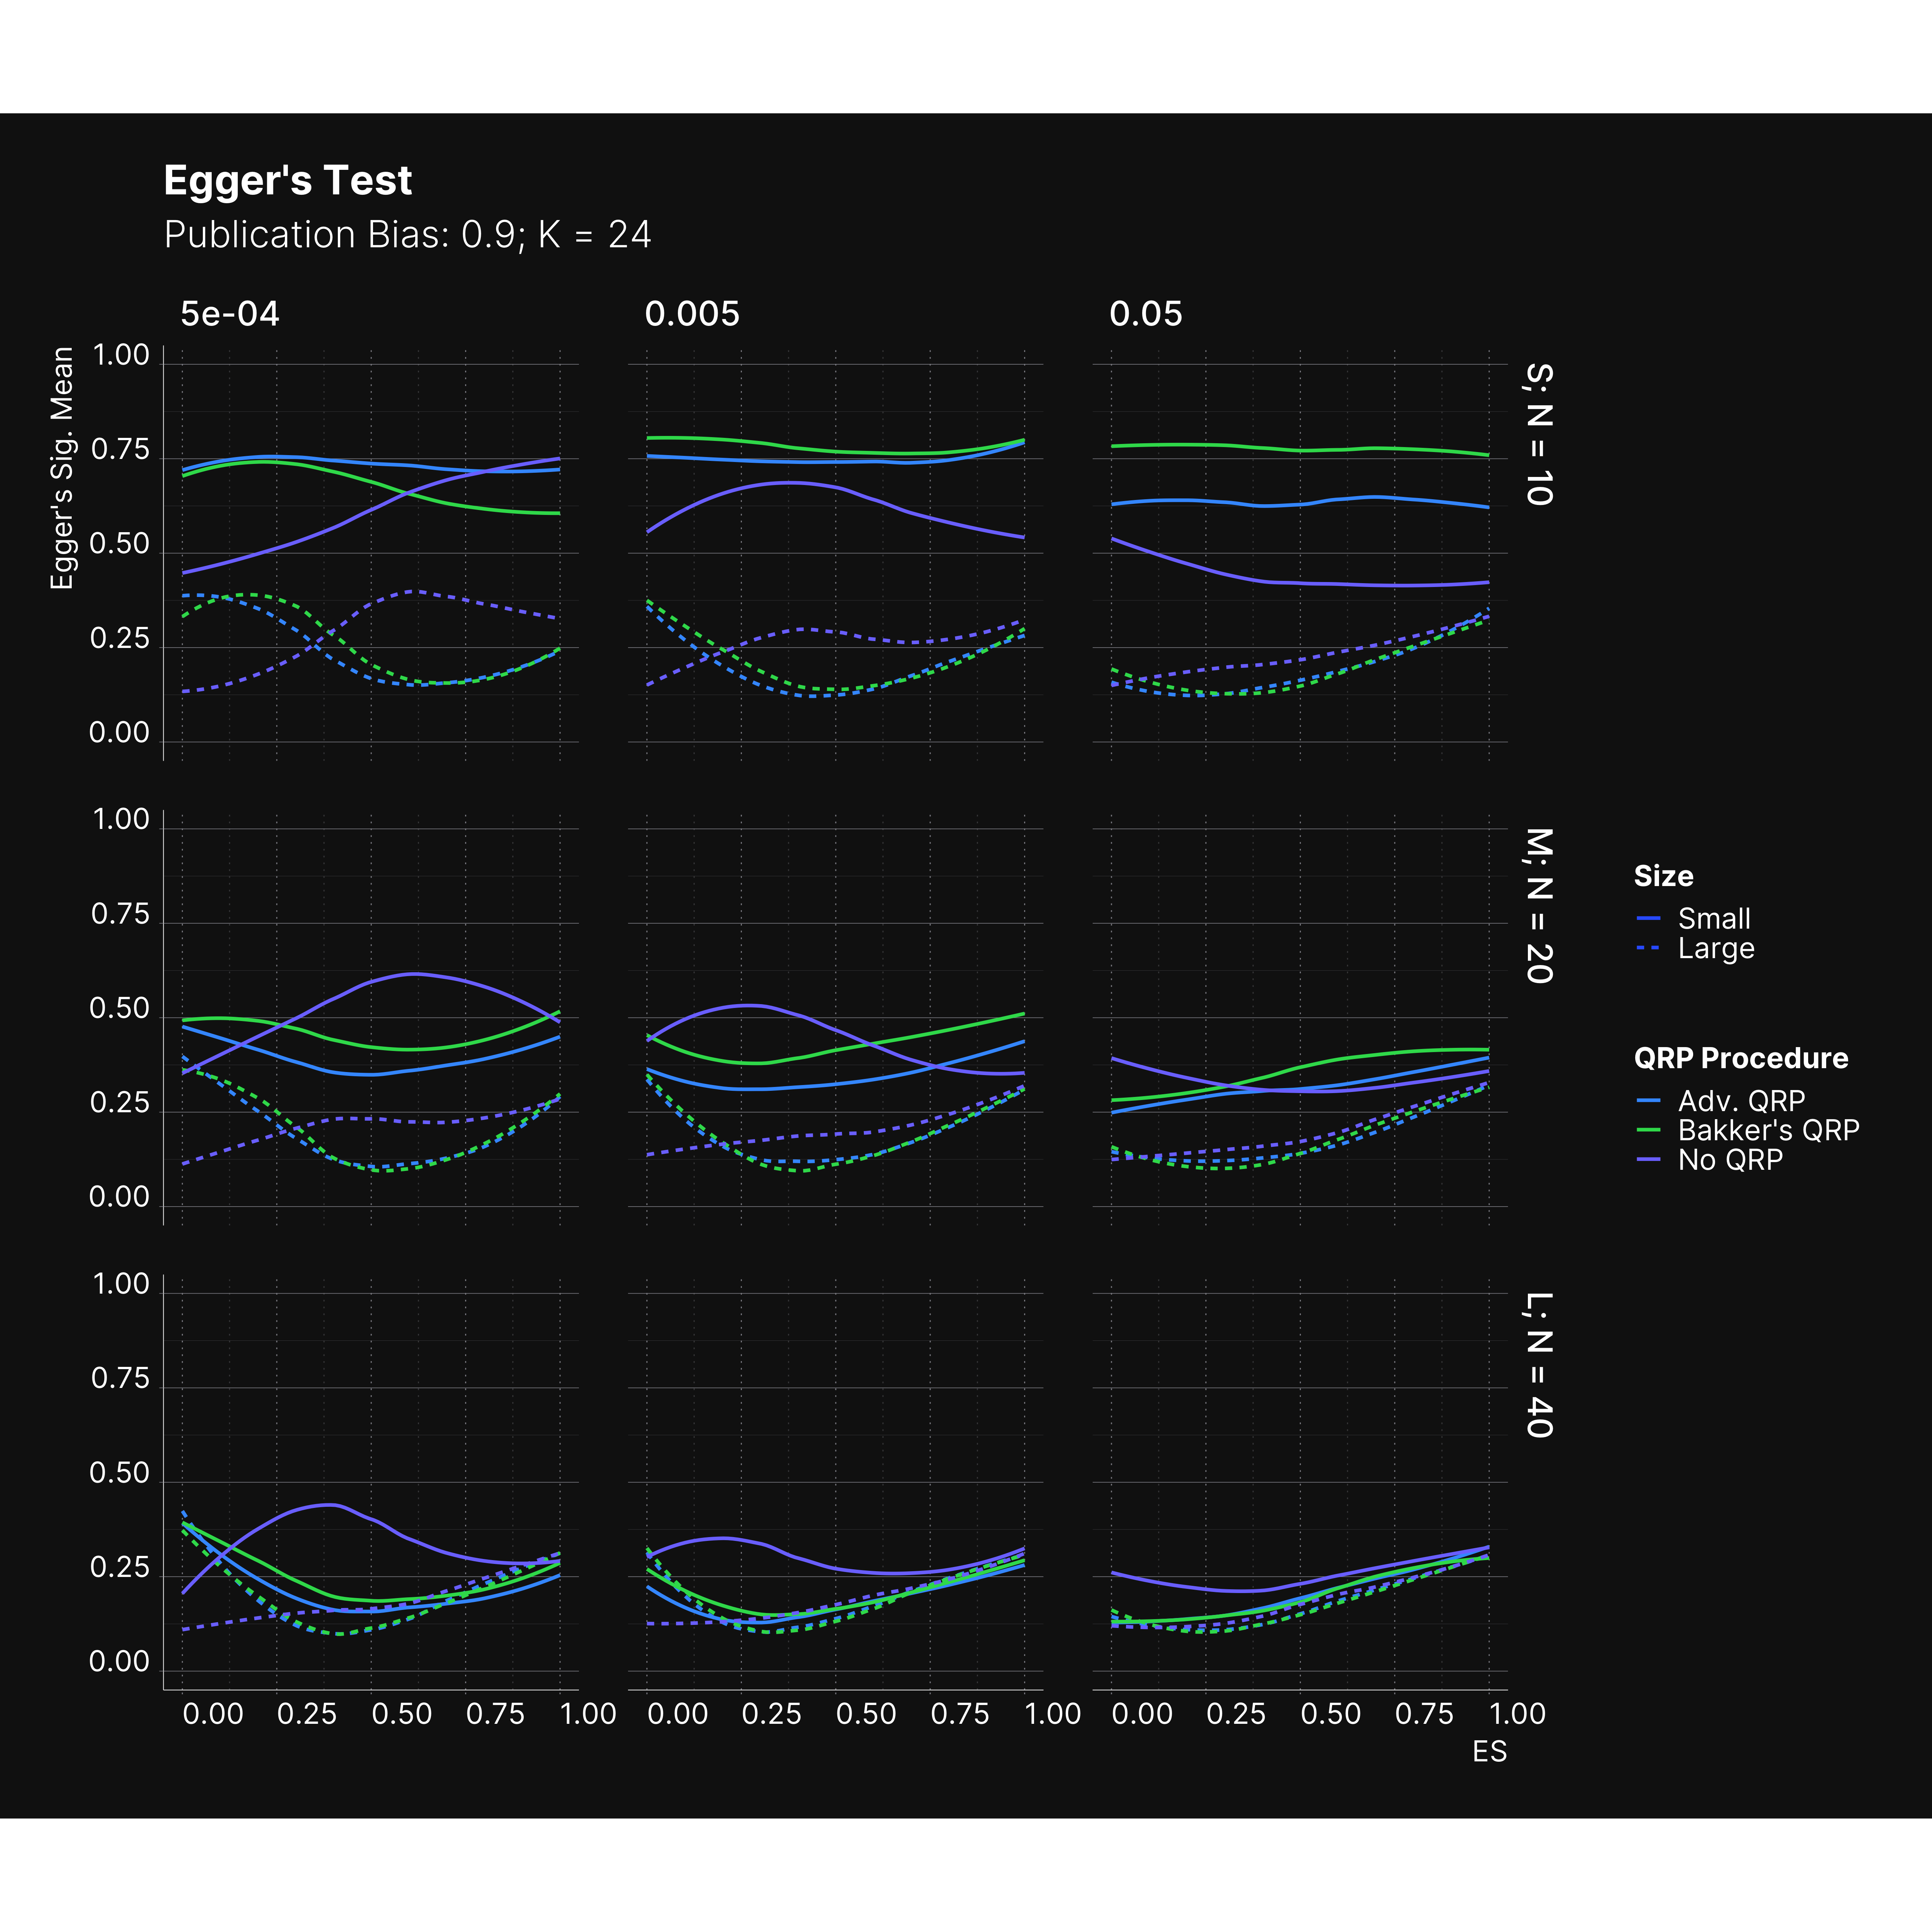 Egger's Test
Publication Bias: 0.9; K = 24
5e-04
0.005
0.05
Egger's Sig. Mean
1.00
0.75
0.50
0.25
0.00
S; N = 10
1.00
0.75
0.50
0.25
0.00
M; N = 20
1.00
0.75
0.50
0.25
0.00
L; N = 40
0.00 0.25 0.50 0.75 1.00
0.00 0.25 0.50 0.75 1.00
0.00 0.25 0.50 0.75 1.00
ES
Size
Small
Large
QRP Procedure
Adv. QRP
Bakker's QRP
No QRP